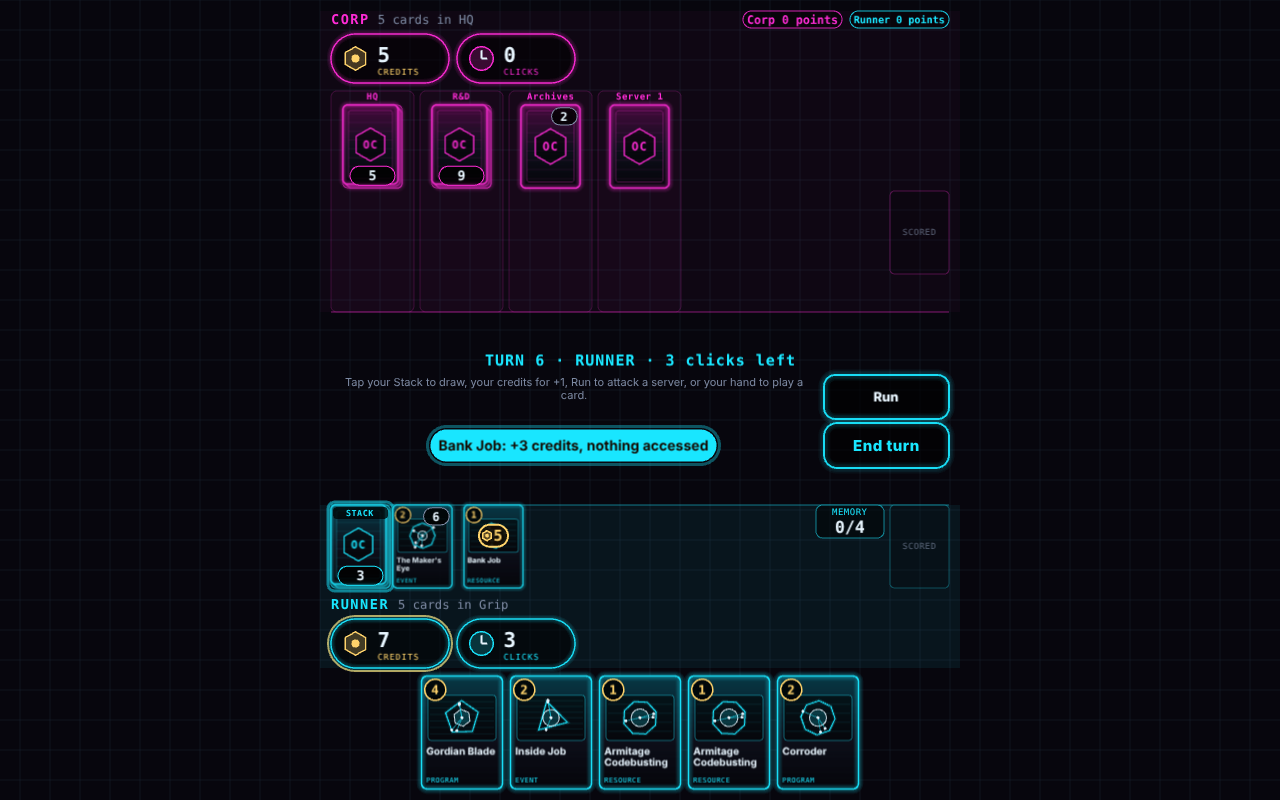 CORP 5 cards in HQ
Corp 0 points
Runner 0 points
5
CREDITS
0
CLICKS
HQ
R&D
Archives
Server 1
OC
5
OC
9
2
OC
OC
SCORED
TURN 6 · RUNNER · 3 clicks left
Tap your Stack to draw, your credits for +1, Run to attack a server, or your hand to play a
card.
Run
Bank Job: +3 credits, nothing accessed
End turn
STACK
OC
3
2
6
The Maker's
Eye
EVENT
1
5
Bank Job
RESOURCE
MEMORY
0/4
SCORED
RUNNER 5 cards in Grip
7
CREDITS
3
CLICKS
4
Gordian Blade
PROGRAM
2
Inside Job
EVENT
1
Armitage
Codebusting
RESOURCE
1
Armitage
Codebusting
RESOURCE
2
Corroder
PROGRAM